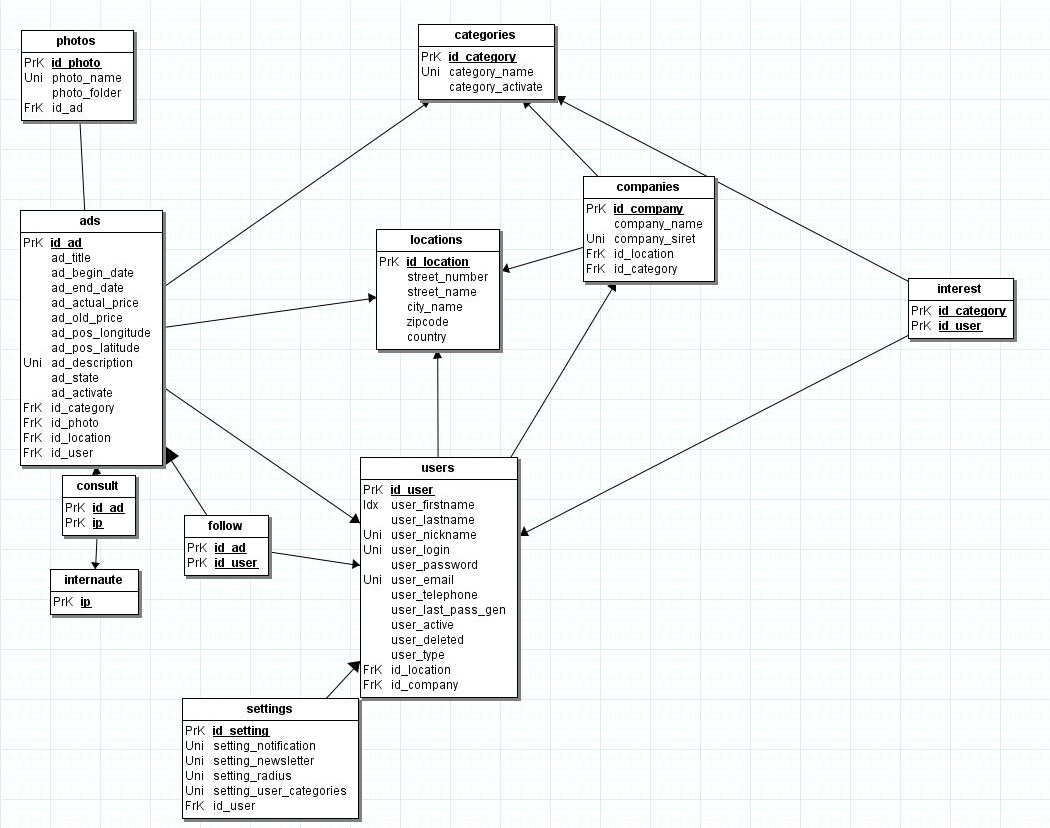 photos
PrK id_photo
Uni photo_name
photo_folder
FrK id_ad
categories
PrK id_category
Uni category_name
category_activate
companies
PrK id_company
company_name
Uni company_siret
FrK id_location
FrK id_category
ads
PrK id_ad
ad_title
ad_begin_date
ad_end_date
ad_actual_price
ad_old_price
ad_pos_longitude
ad_pos_latitude
Uni ad_description
ad_state
ad_activate
FrK id_category
FrK id_photo
FrK id_location
FrK id_user
locations
PrK id_location
street_number
street_name
city_name
zipcode
country
interest
PrK id_category
PrK id_user
consult
PrK id_ad
PrK ip
follow
PrK id_ad
PrK id_user
internaute
PrK ip
users
PrK id_user
Idx user_firstname
user_lastname
Uni user_nickname
Uni user_login
user_password
Uni user_email
user_telephone
user_last_pass_gen
user_active
user_deleted
user_type
FrK id_location
FrK id_company
settings
PrK id_setting
Uni setting_notification
Uni setting_newsletter
Uni setting_radius
Uni setting_user_categories
FrK id_user